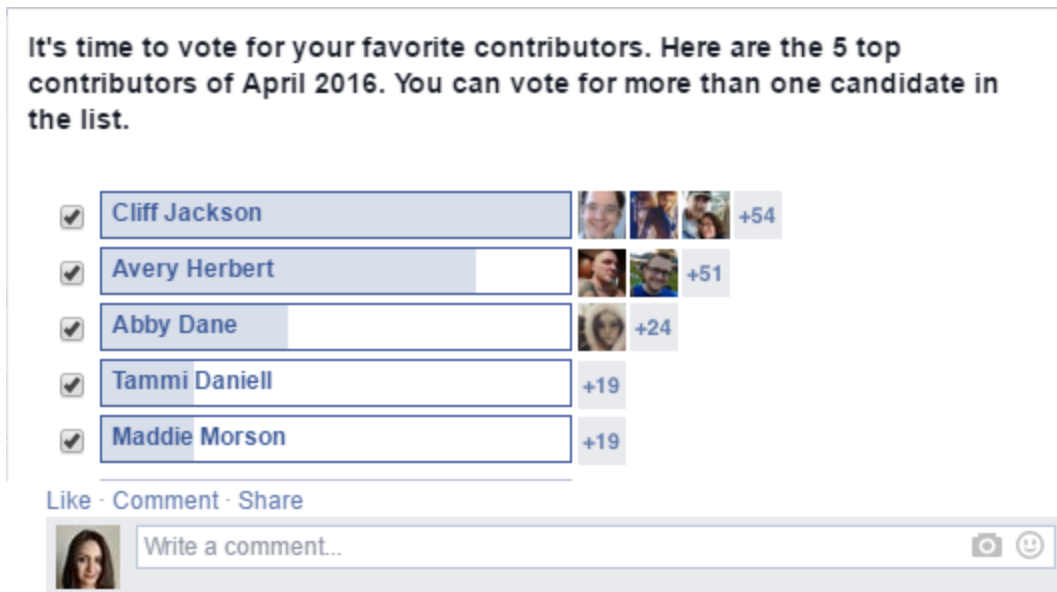 It's time to vote for your favorite contributors. Here are the 5 top
contributors of April 2016. You can vote for more than one candidate in
the list.
Cliff Jackson +54
Avery Herbert +51
Abby Dane +24
Tammi Daniell +19
Maddie Morson +19
Like · Comment · Share
Write a comment...